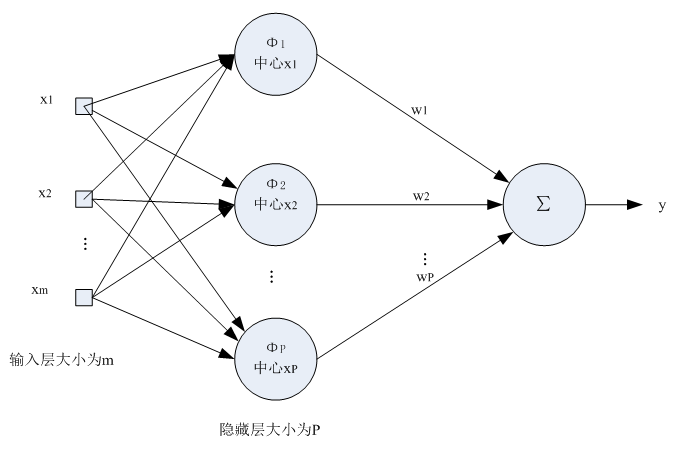 Φ1
中心x1
x1
w1
x2
Φ2
中心x2
w2
Σ
y
⋮
⋮
⋮
xm
wP
ΦP
中心xP
输入层大小为m
隐藏层大小为P